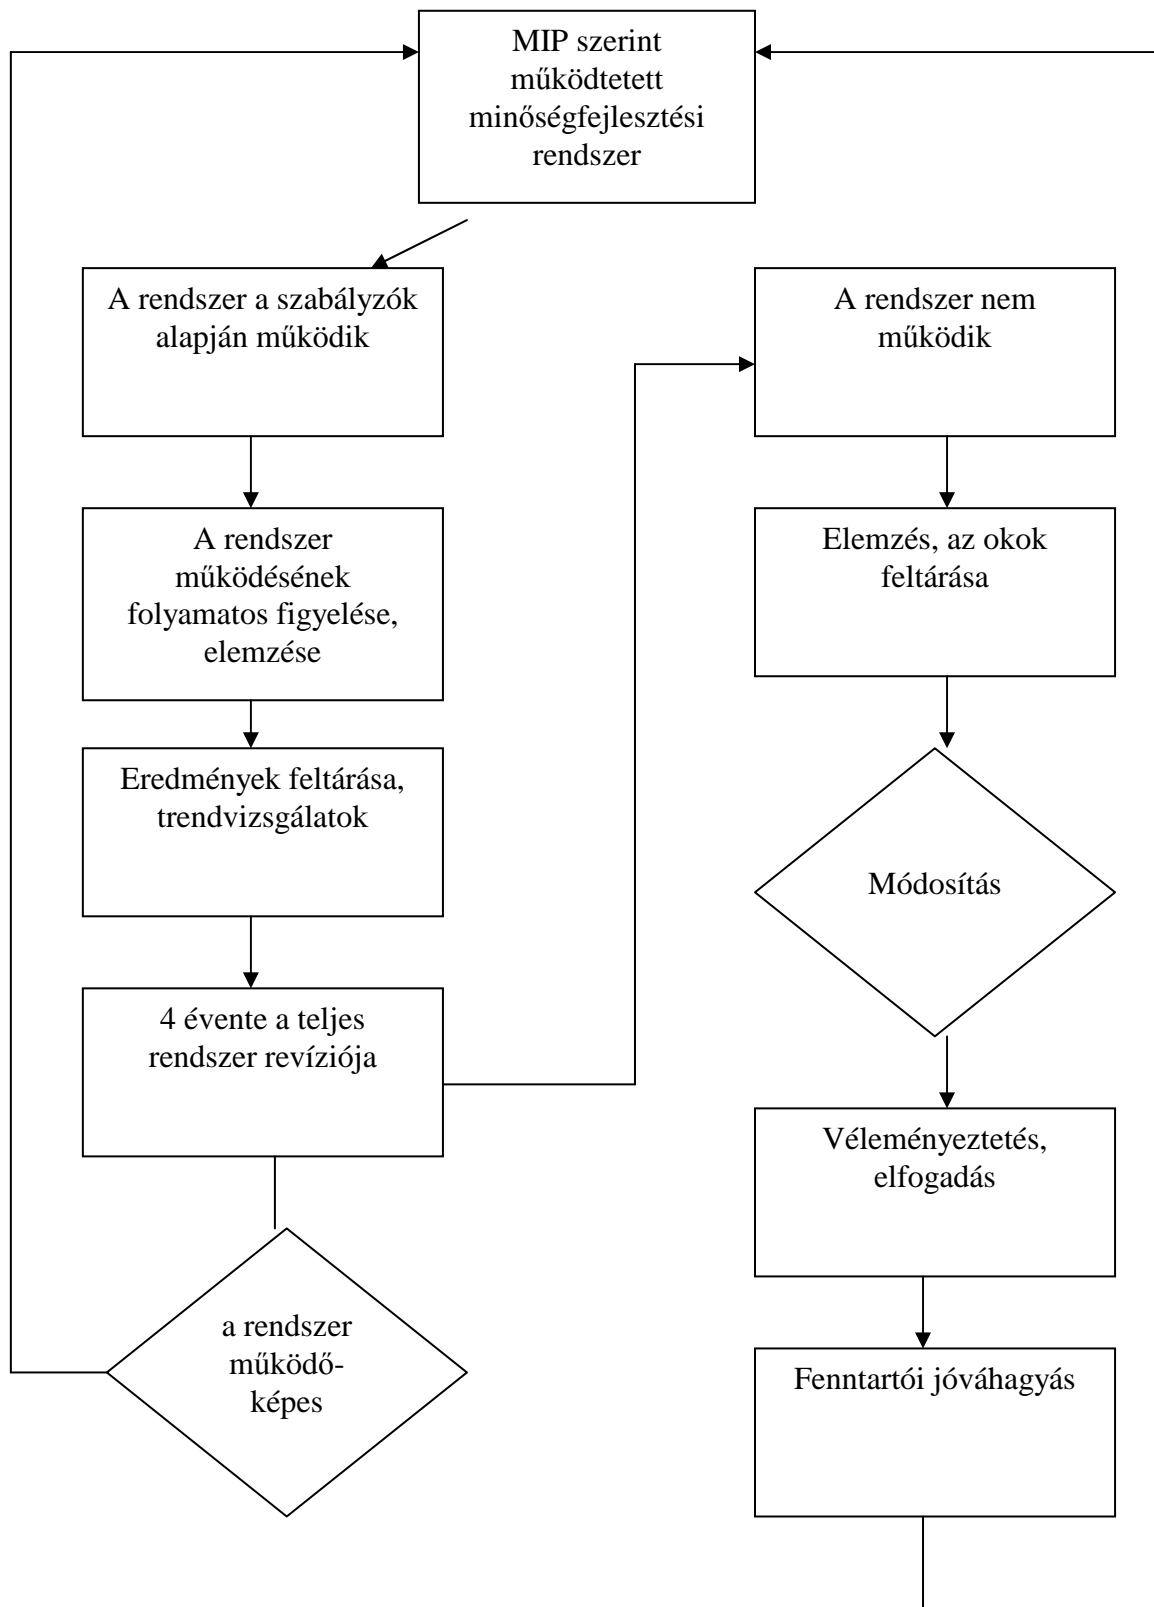 MIP szerint
működtetett
minőségfejlesztési
rendszer
A rendszer a szabályzók
alapján működik
A rendszer
működésének
folyamatos figyelése,
elemzése
Eredmények feltárása,
trendvizsgálatok
4 évente a teljes
rendszer revíziója
a rendszer
működő-
képes
A rendszer nem
működik
Elemzés, az okok
feltárása
Módosítás
Véleményeztetés,
elfogadás
Fenntartói jóváhagyás